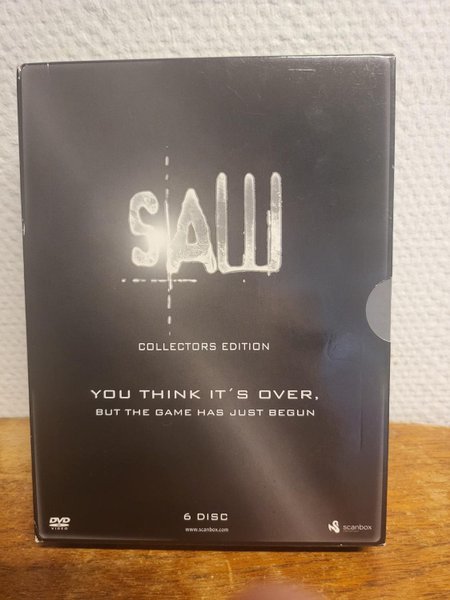 SAW
COLLECTORS EDITION
YOU THINK IT´S OVER,
BUT THE GAME HAS JUST BEGUN
6 DISC
www.scanbox.com
DVD
VIDEO
scanbox